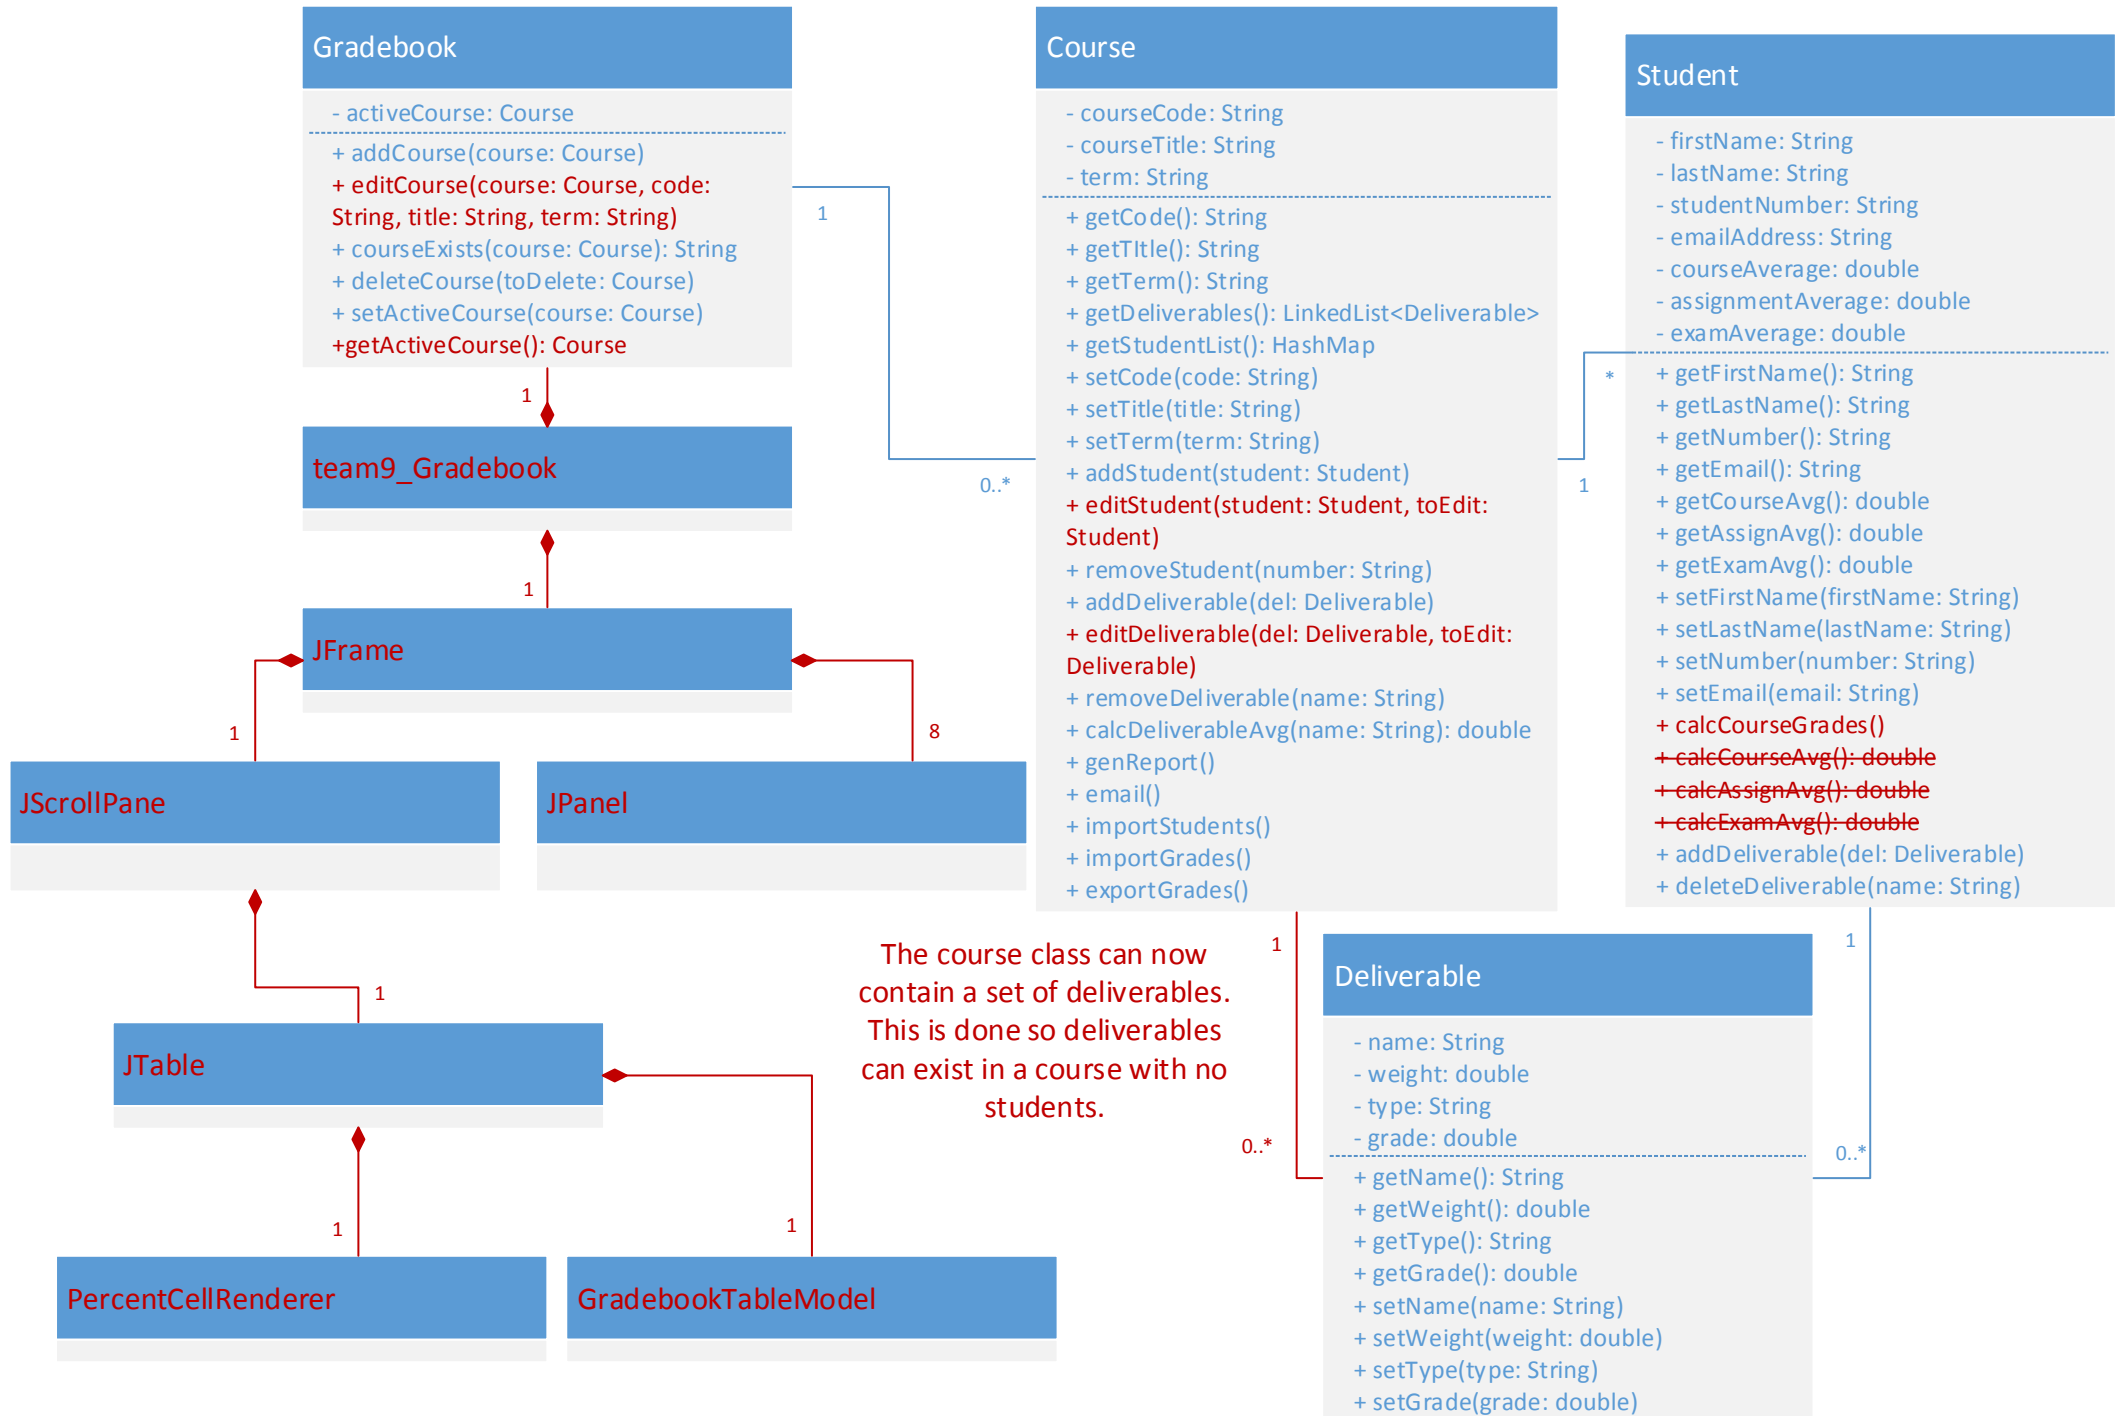 Gradebook
- activeCourse: Course
+ addCourse(course: Course)
+ editCourse(course: Course, code:
String, title: String, term: String)
+ courseExists(course: Course): String
+ deleteCourse(toDelete: Course)
+ setActiveCourse(course: Course)
+getActiveCourse(): Course
1
0..*
1
team9_Gradebook
1
JFrame
1
8
JScrollPane
JPanel
1
JTable
1
1
PercentCellRenderer
GradebookTableModel
Course
- courseCode: String
- courseTitle: String
- term: String
+ getCode(): String
+ getTItle(): String
+ getTerm(): String
+ getDeliverables(): LinkedList<Deliverable>
+ getStudentList(): HashMap
+ setCode(code: String)
+ setTitle(title: String)
+ setTerm(term: String)
+ addStudent(student: Student)
+ editStudent(student: Student, toEdit:
Student)
+ removeStudent(number: String)
+ addDeliverable(del: Deliverable)
+ editDeliverable(del: Deliverable, toEdit:
Deliverable)
+ removeDeliverable(name: String)
+ calcDeliverableAvg(name: String): double
+ genReport()
+ email()
+ importStudents()
+ importGrades()
+ exportGrades()
*
1
Student
- firstName: String
- lastName: String
- studentNumber: String
- emailAddress: String
- courseAverage: double
- assignmentAverage: double
- examAverage: double
+ getFirstName(): String
+ getLastName(): String
+ getNumber(): String
+ getEmail(): String
+ getCourseAvg(): double
+ getAssignAvg(): double
+ getExamAvg(): double
+ setFirstName(firstName: String)
+ setLastName(lastName: String)
+ setNumber(number: String)
+ setEmail(email: String)
+ calcCourseGrades()
+ calcCourseAvg(): double
+ calcAssignAvg(): double
+ calcExamAvg(): double
+ addDeliverable(del: Deliverable)
+ deleteDeliverable(name: String)
The course class can now
contain a set of deliverables.
This is done so deliverables
can exist in a course with no
students.
1
0..*
1
0..*
Deliverable
- name: String
- weight: double
- type: String
- grade: double
+ getName(): String
+ getWeight(): double
+ getType(): String
+ getGrade(): double
+ setName(name: String)
+ setWeight(weight: double)
+ setType(type: String)
+ setGrade(grade: double)